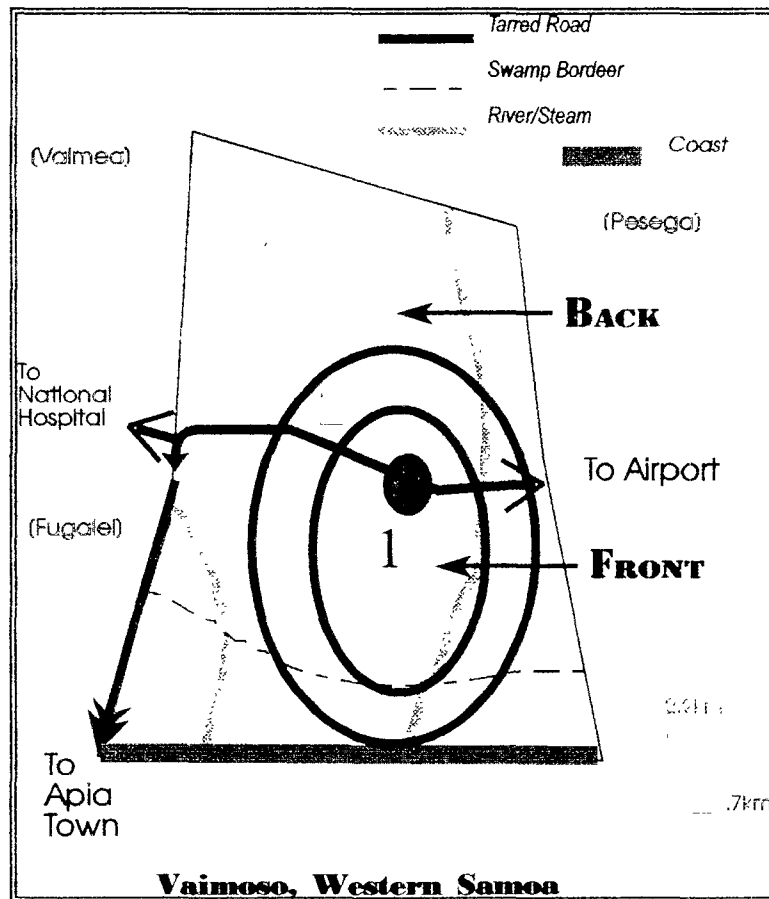 Tarred Road
Swamp Bordeer
River/Steam
Coast
(Vaimea)
(Pesega)
BACK
To
National
Hospital
To Airport
(Fugalei)
1
FRONT
To
Apia
Town
.7km
Vaimoso, Western Samoa